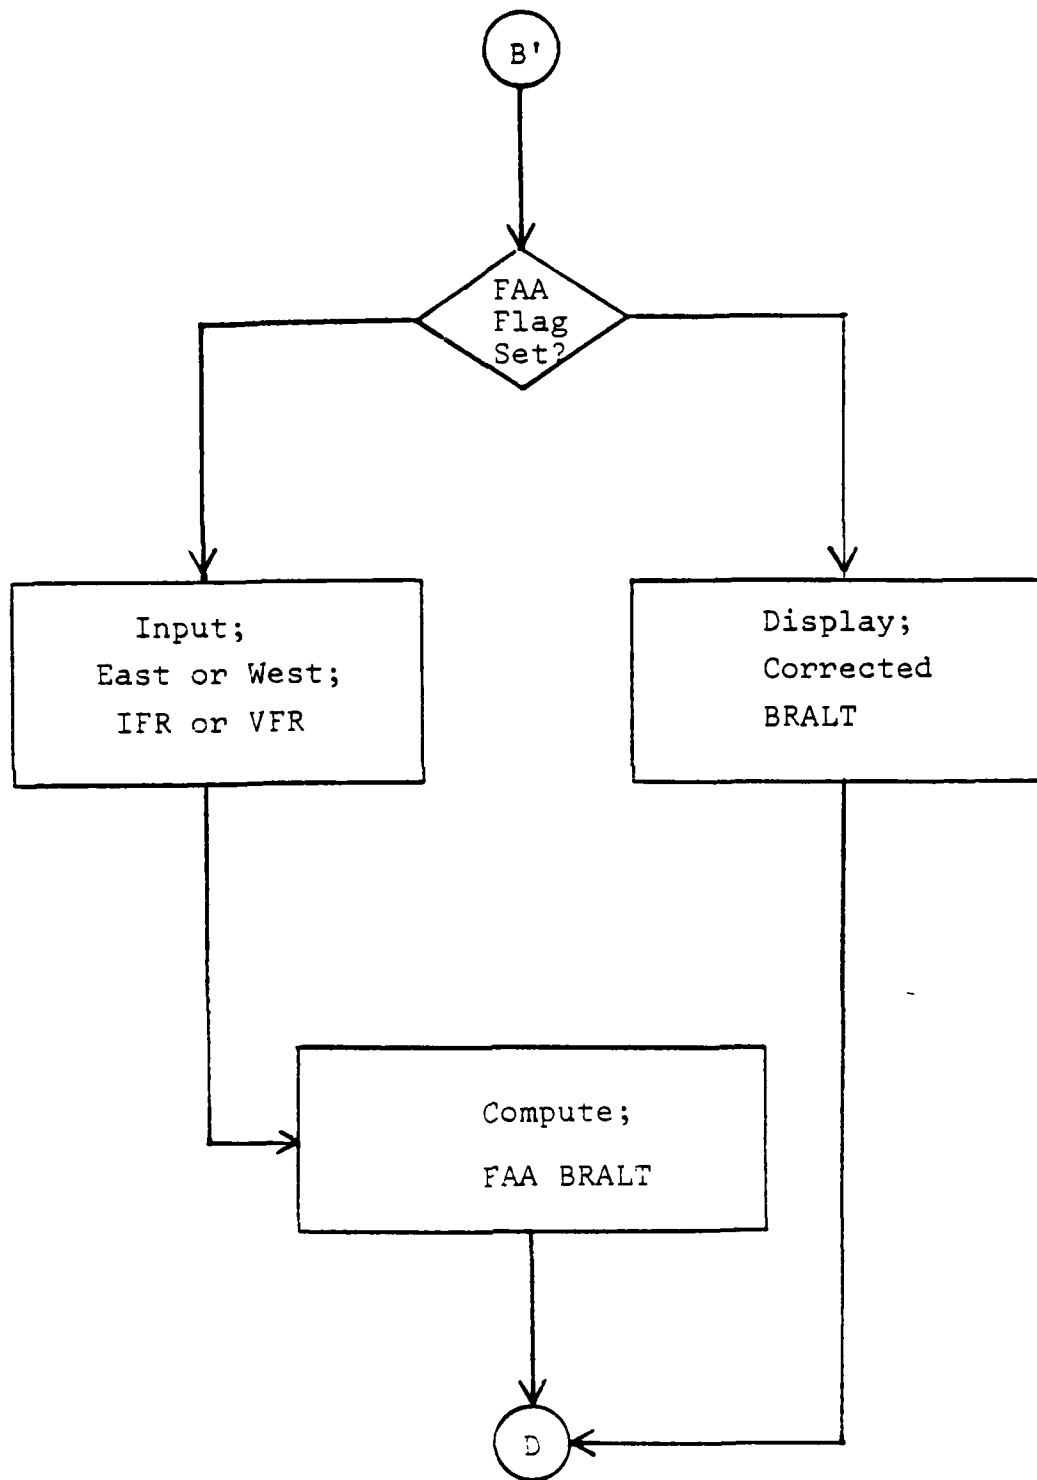 B'
FAA
Flag
Set?
Input;
East or West;
IFR or VFR
Display;
Corrected
BRALT
Compute;
FAA BRALT
D